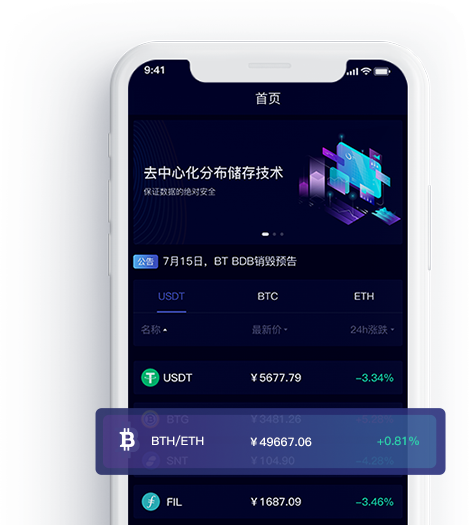 9:41
首页
去中心化分布储存技术
保证数据的绝对安全
公告 7月15日，BT BDB销毁预告
USDT BTC ETH
名称 最新价 24h涨跌
USDT ¥5677.79 -3.34%
BTG ¥3481.26
BTH/ETH ¥49667.06 +0.81%
SNT ¥104.90 -4.28%
FIL ¥1687.09 -3.46%